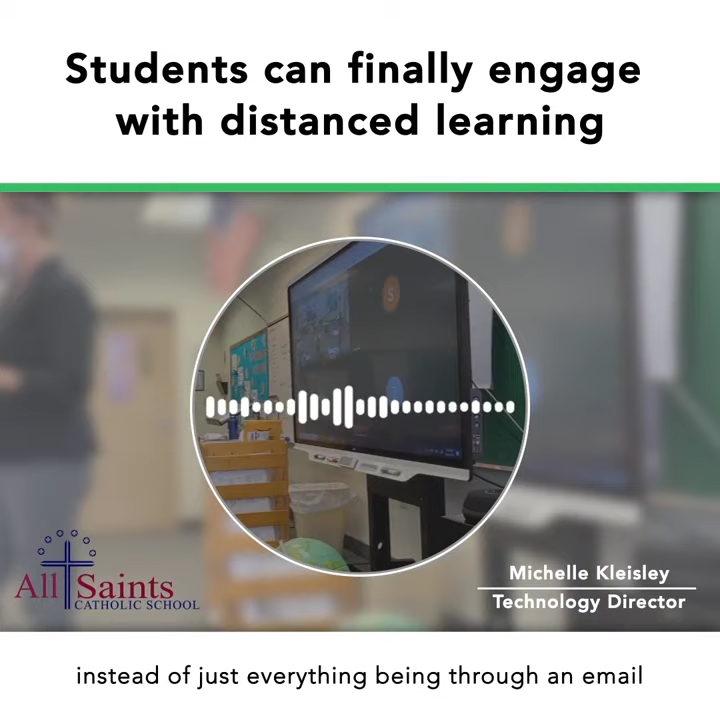 Students can finally engage
with distanced learning
S
All Saints
CATHOLIC SCHOOL
Michelle Kleisley
Technology Director
instead of just everything being through an email